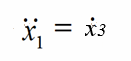 ẍ₁ = ẋ₃